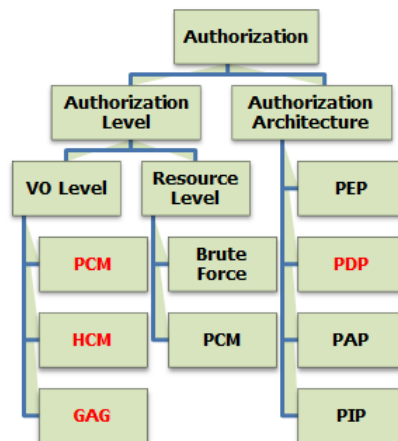 Authorization
Authorization
Level
Authorization
Architecture
VO Level
Resource
Level
PEP
PCM
Brute
Force
PDP
HCM
PCM
PAP
GAG
PIP